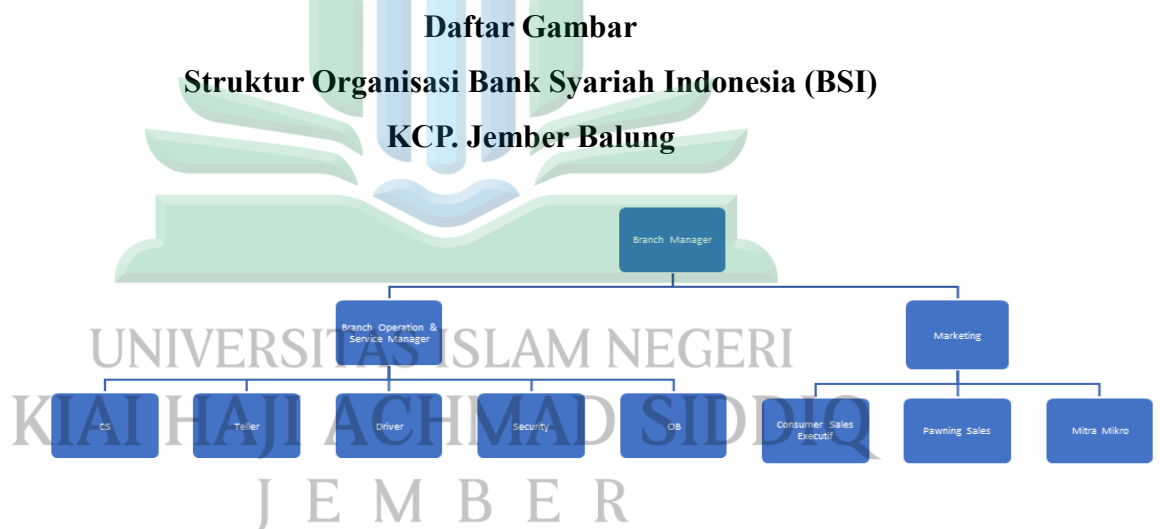 Daftar Gambar
Struktur Organisasi Bank Syariah Indonesia (BSI)
KCP. Jember Balung
Branch Manager
Branch Operation &
Service Manager
Marketing
UNIVERSITAS ISLAM NEGERI
CS
Teller
Driver
Security
OB
Consumer Sales
Executif
Pawning Sales
Mitra Mikro
KIAI HAJI ACHMAD SIDDIQ
J E M B E R